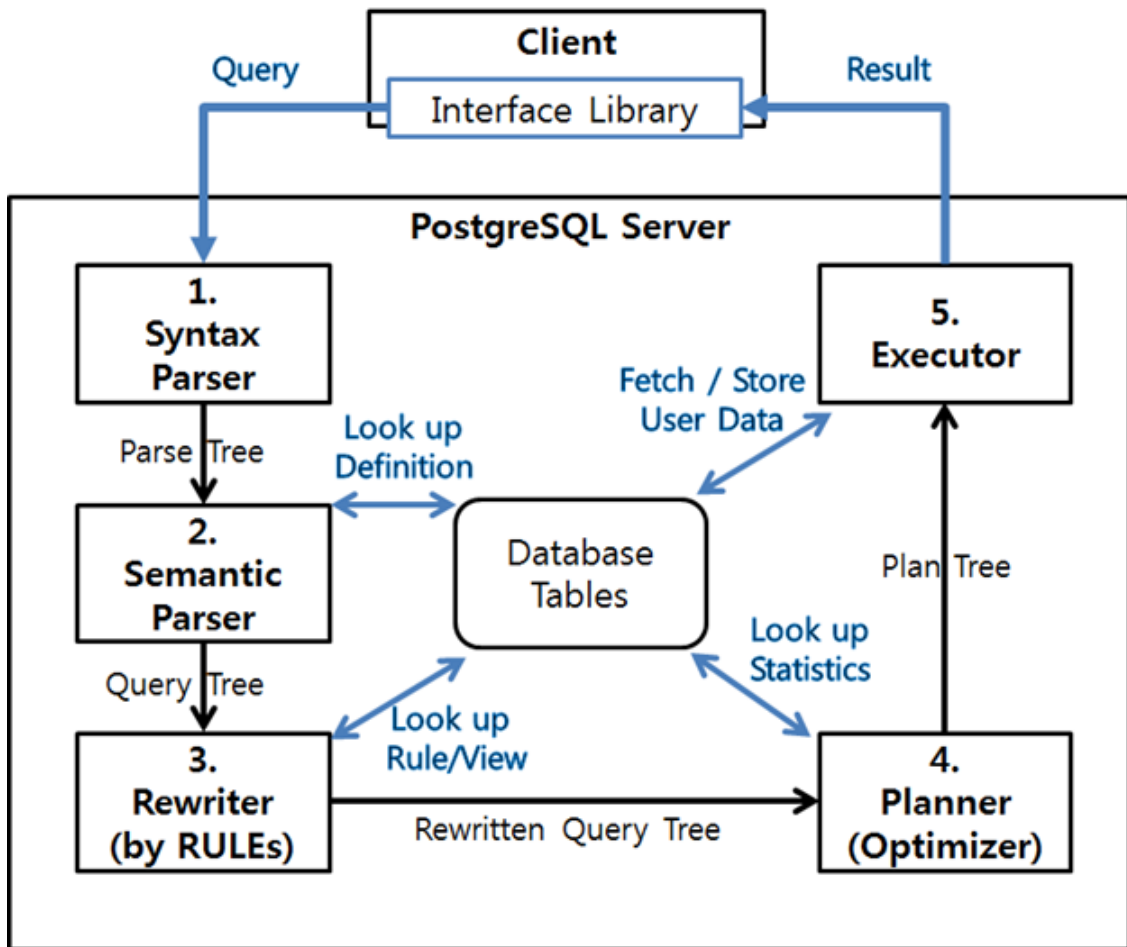 Client
Query
Result
Interface Library
PostgreSQL Server
1.
Syntax
Parser
5.
Executor
Fetch / Store
User Data
Look up
Definition
Parse Tree
2.
Semantic
Parser
Database
Tables
Plan Tree
Look up
Statistics
Query Tree
Look up
Rule/View
3.
Rewriter
(by RULEs)
Rewritten Query Tree
4.
Planner
(Optimizer)